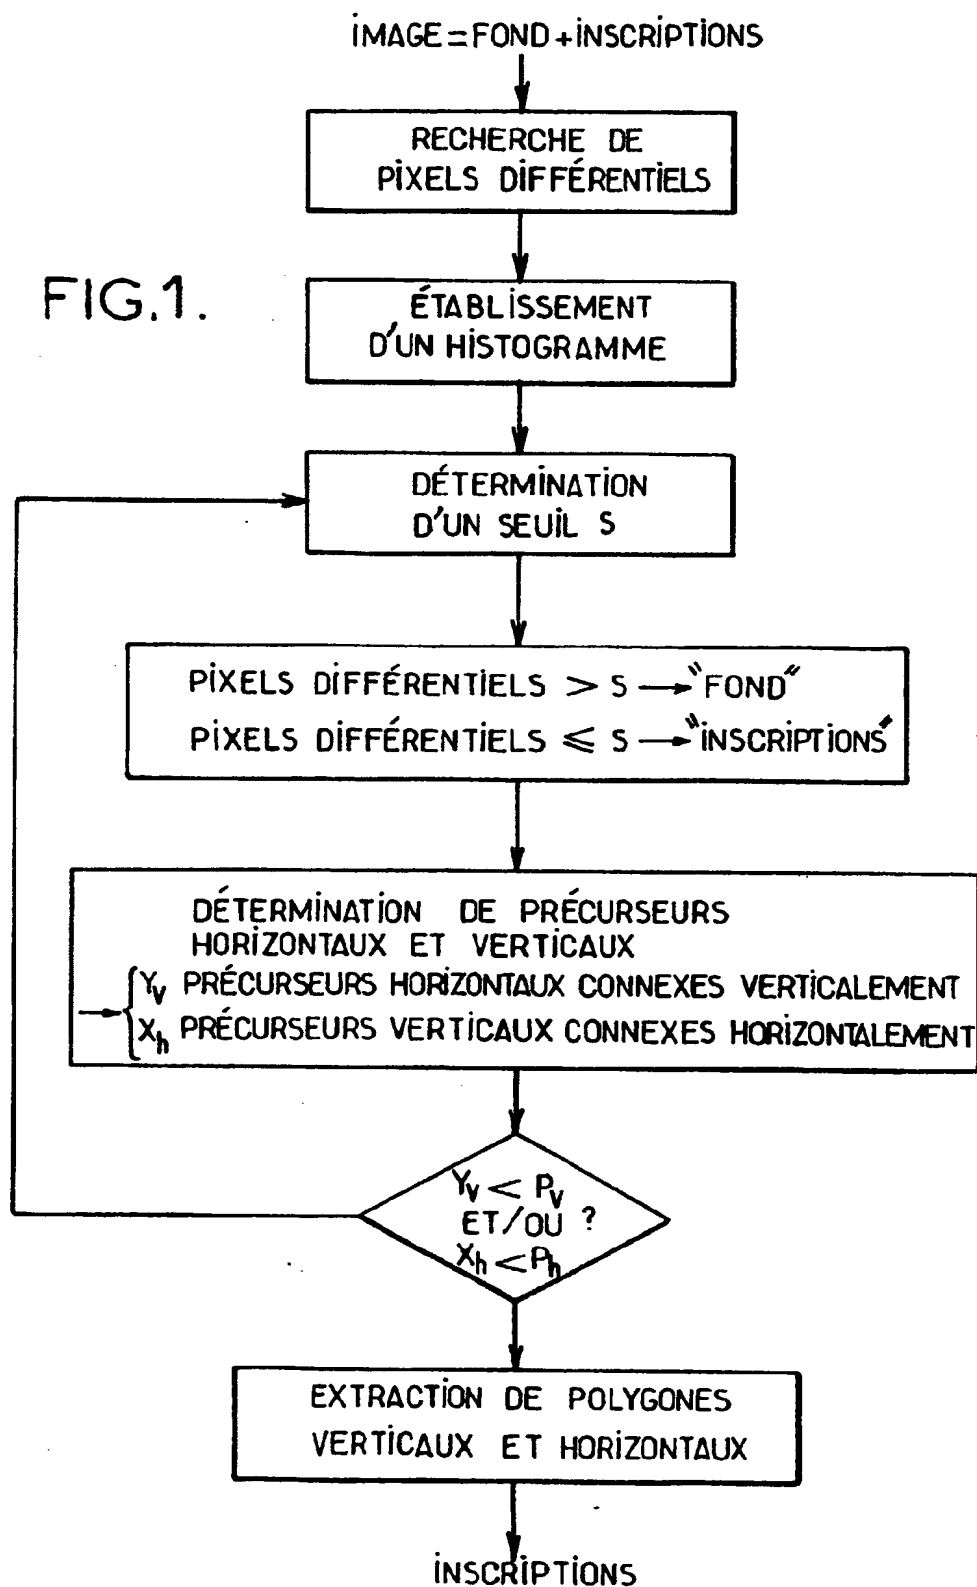 IMAGE = FOND + INSCRIPTIONS
RECHERCHE DE
PIXELS DIFFÉRENTIELS
FIG.1.
ÉTABLISSEMENT
D'UN HISTOGRAMME
DÉTERMINATION
D'UN SEUIL S
PIXELS DIFFÉRENTIELS > S → "FOND"
PIXELS DIFFÉRENTIELS ⩽ S → "INSCRIPTIONS"
DÉTERMINATION DE PRÉCURSEURS
HORIZONTAUX ET VERTICAUX
→ { Yv PRÉCURSEURS HORIZONTAUX CONNEXES VERTICALEMENT
Xh PRÉCURSEURS VERTICAUX CONNEXES HORIZONTALEMENT
Yv < Pv
ET/OU ?
Xh < Ph
EXTRACTION DE POLYGONES
VERTICAUX ET HORIZONTAUX
INSCRIPTIONS